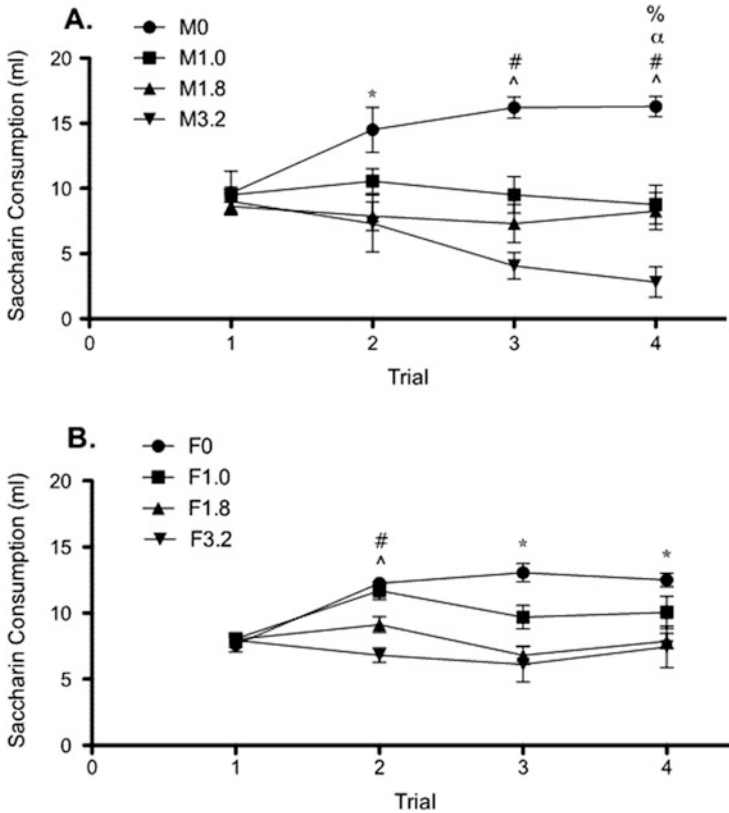 A.
M0
M1.0
M1.8
M3.2
%
α
*
#
#
^
^
20
15
10
5
0
Saccharin Consumption (ml)
0
1
2
3
4
Trial
B.
F0
F1.0
F1.8
F3.2
#
^
*
*
20
15
10
5
0
Saccharin Consumption (ml)
0
1
2
3
4
Trial